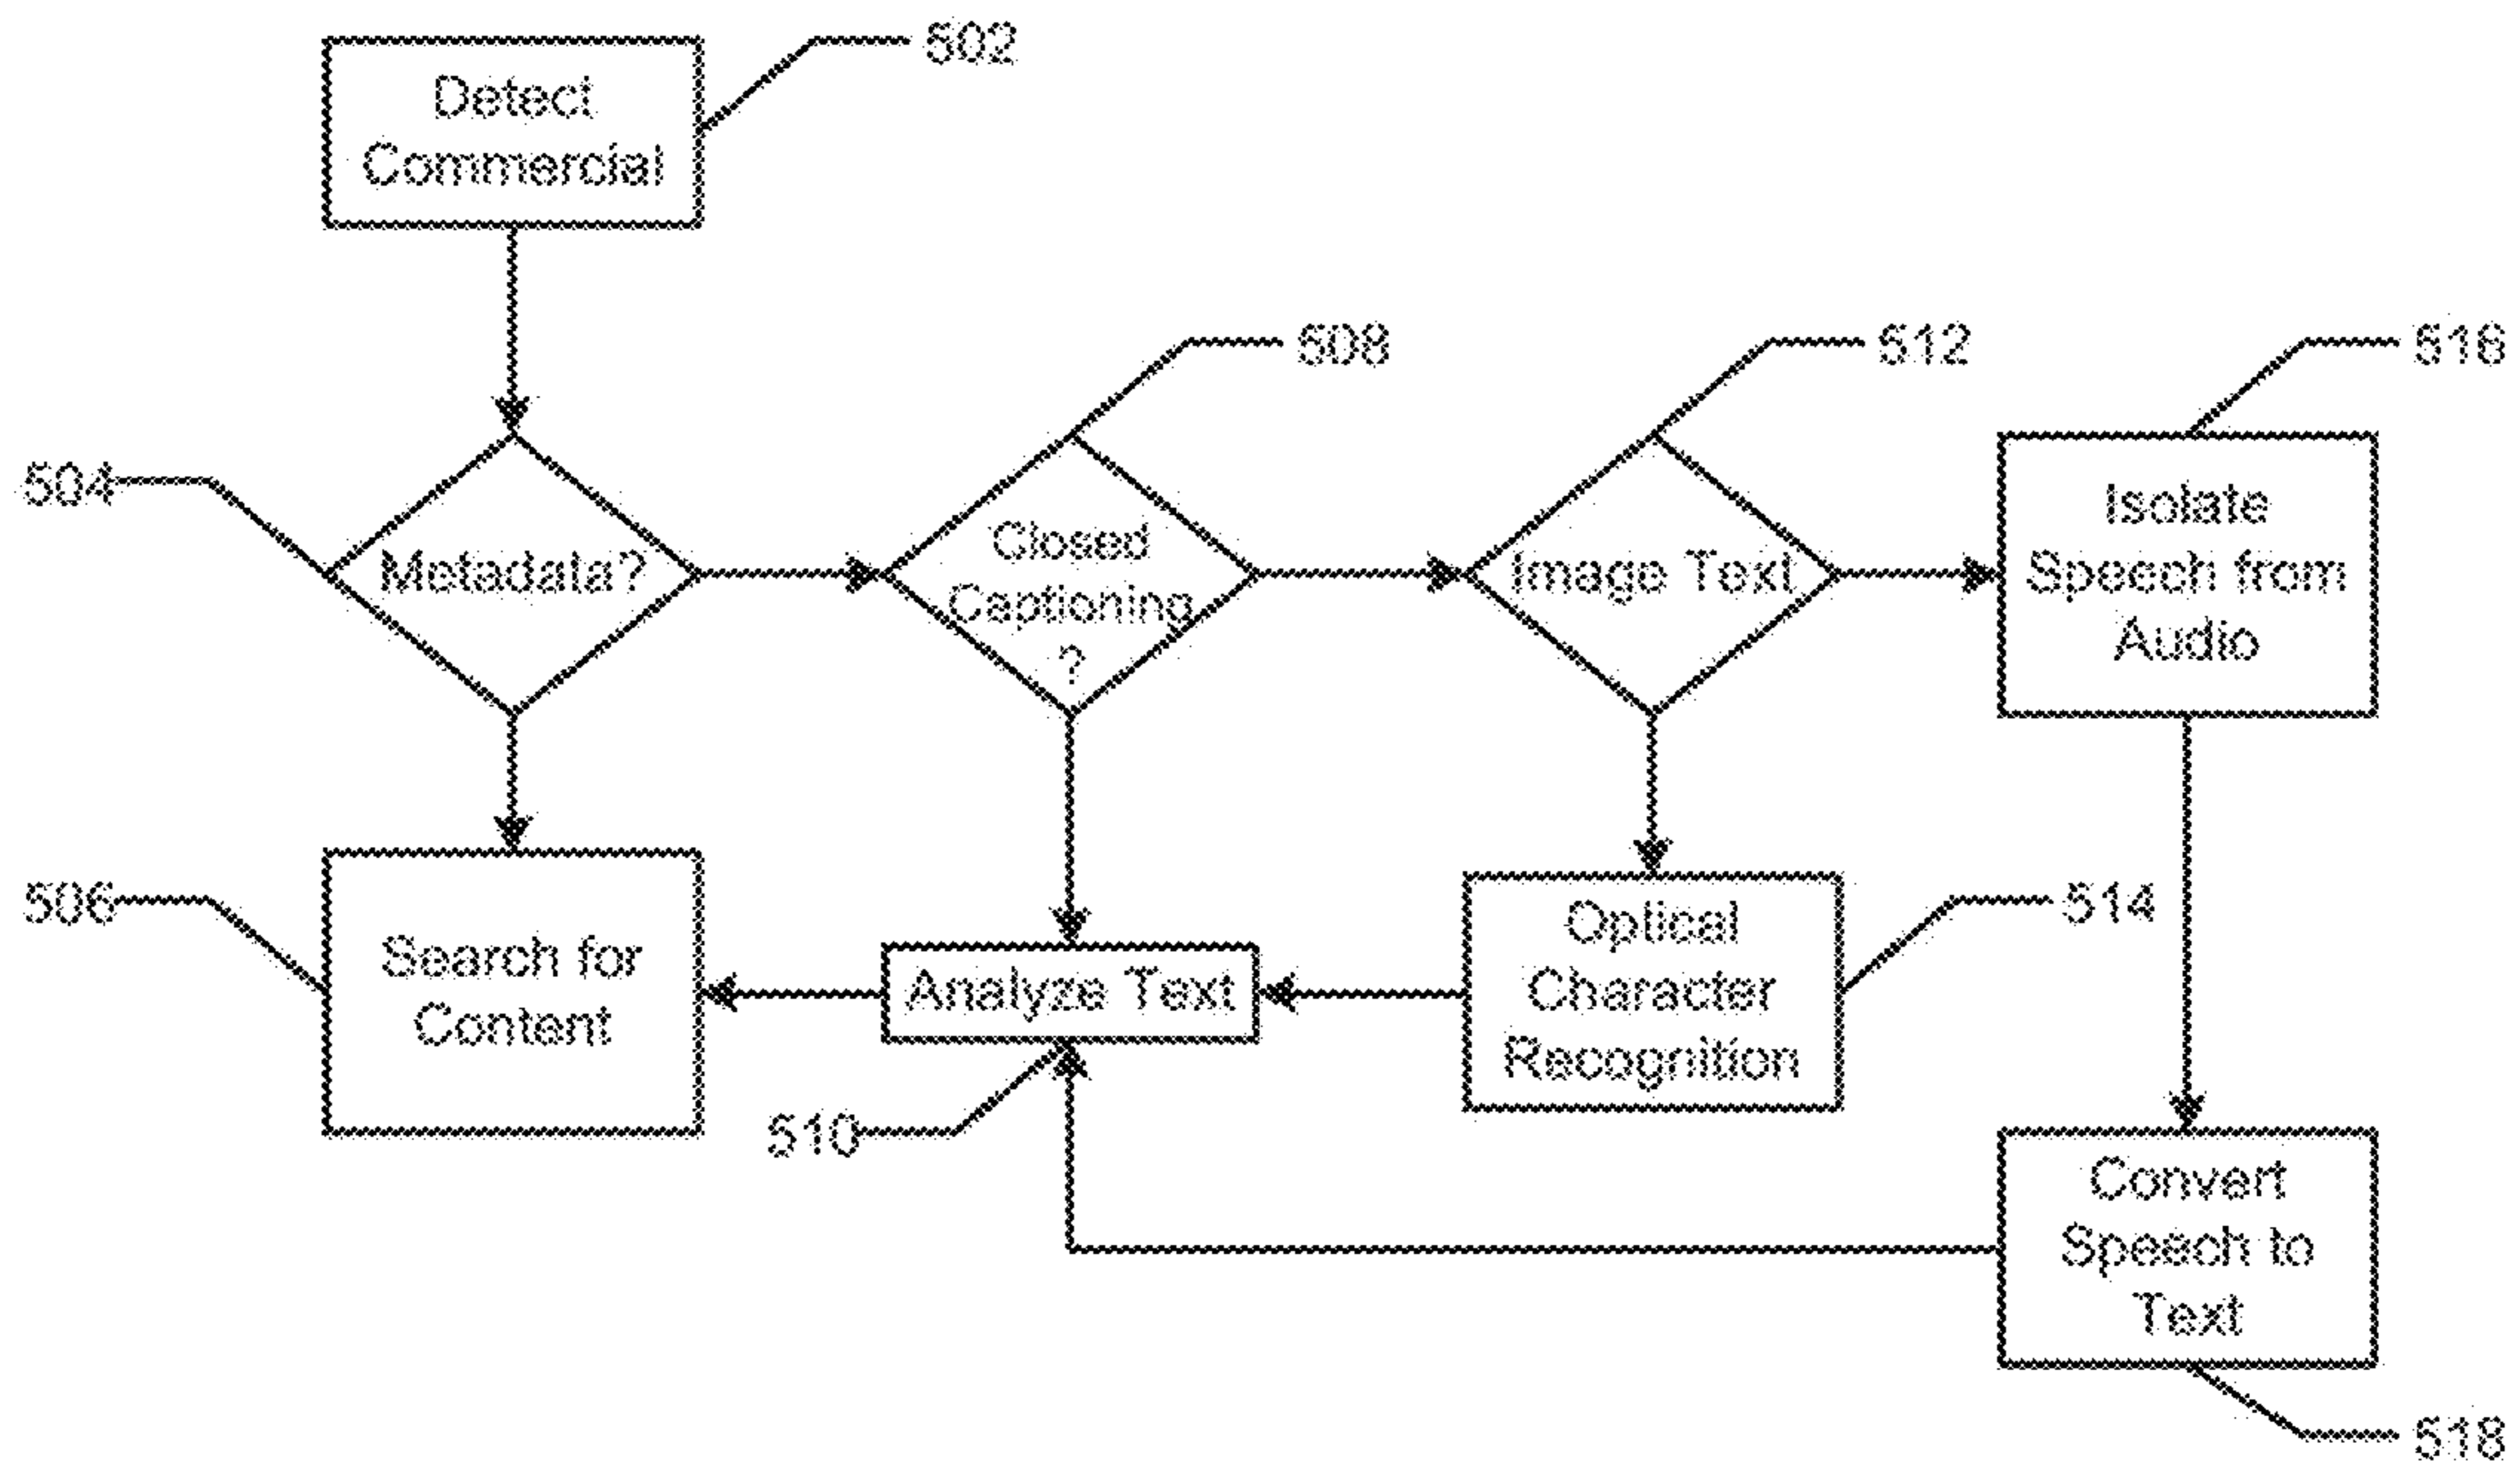 502
Detect
Commercial
508
512
516
504
Metadata?
Closed
Captioning
?
Image Text
Isolate
Speech from
Audio
506
Search for
Content
Analyze Text
Optical
Character
Recognition
514
510
Convert
Speech to
Text
518